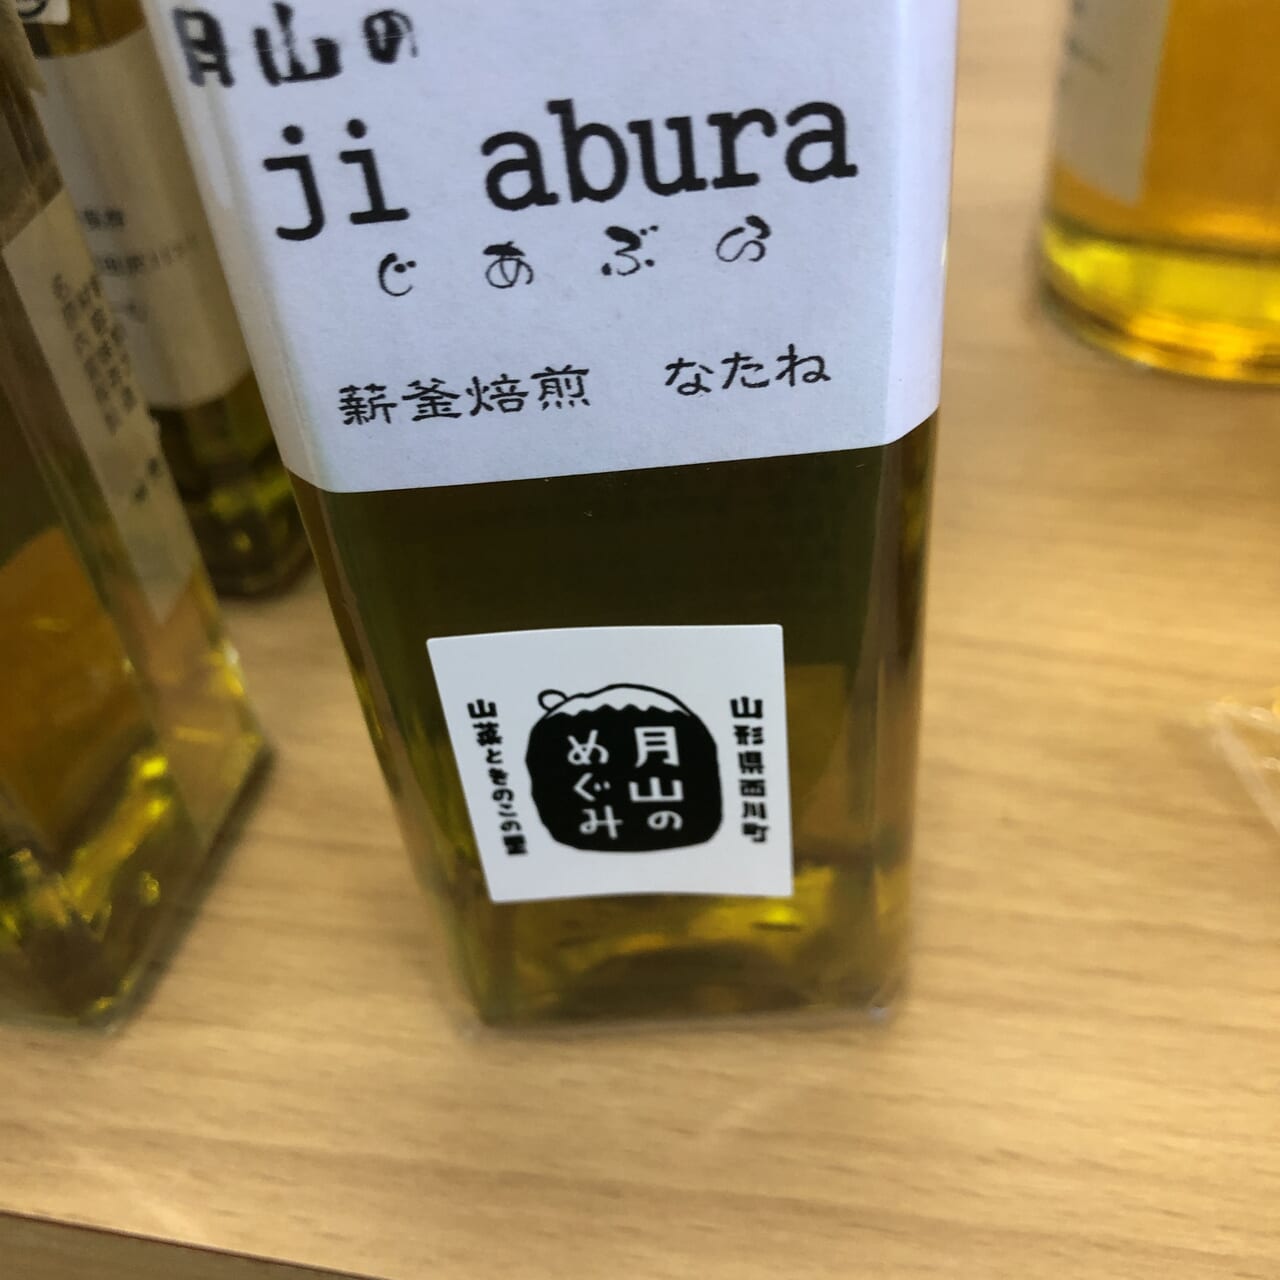 月山の
ji abura
じあぶら
薪釜焙煎 なたね
山形県西川町
月山の
めぐみ
山菜ときのこの里